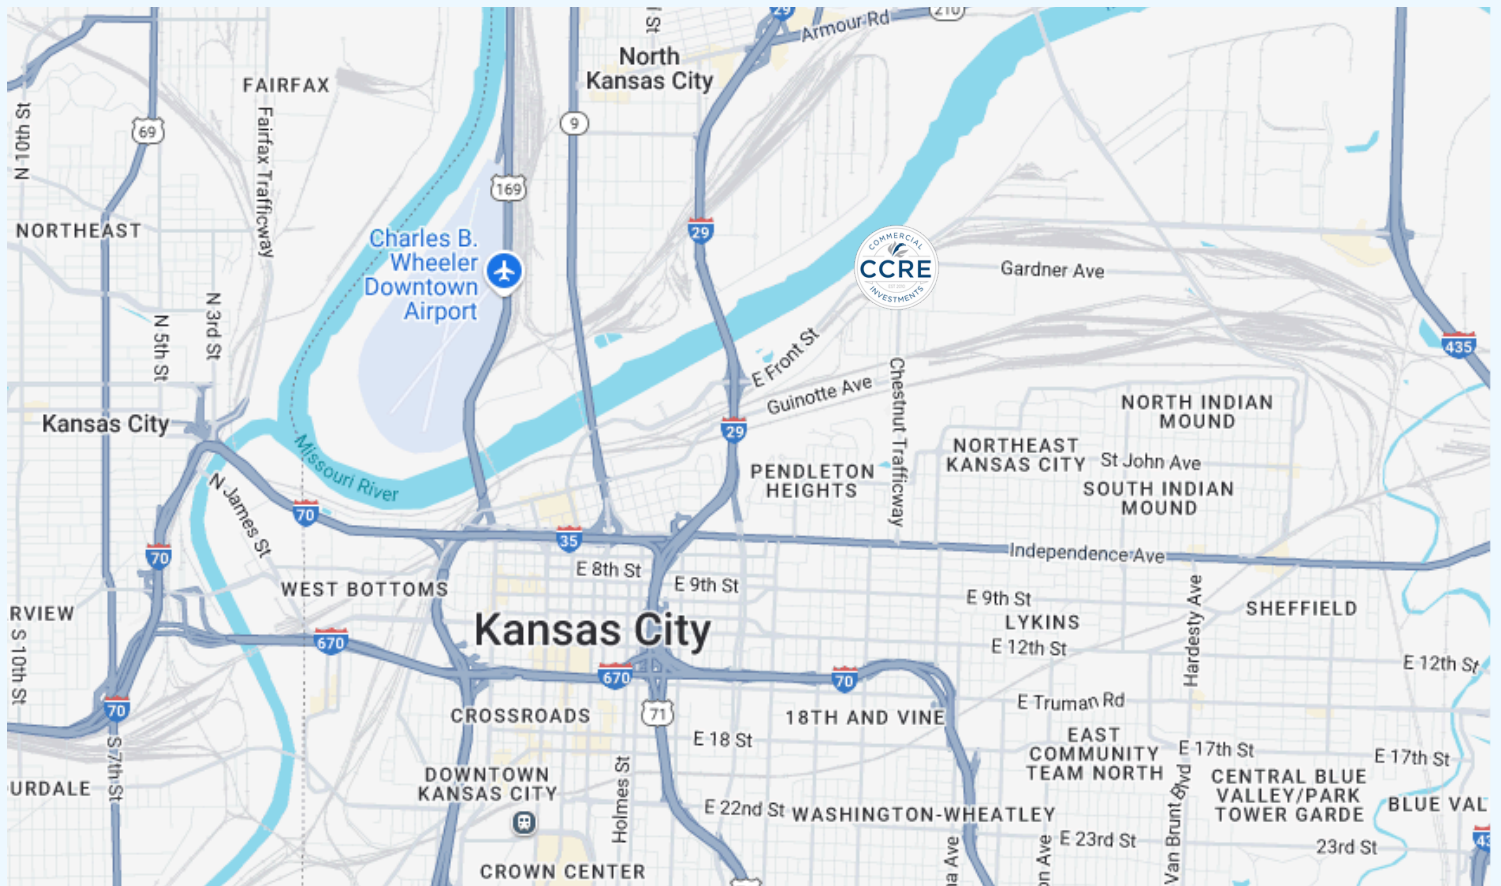 29
210
Armour Rd
North
Kansas City
FAIRFAX
69
9
N 10th St
Fairfax Trafficway
169
NORTHEAST
29
Charles B.
Wheeler
Downtown
Airport
COMMERCIAL
CCRE
INVESTMENTS
Gardner Ave
N 3rd St
N 5th St
435
E Front St
Guinotte Ave
Chestnut Trafficway
Kansas City
29
NORTH INDIAN
MOUND
Missouri River
NORTHEAST
KANSAS CITY
St John Ave
PENDLETON
HEIGHTS
SOUTH INDIAN
MOUND
N James St
70
35
70
Independence Ave
E 8th St
E 9th St
WEST BOTTOMS
E 9th St
Hardesty Ave
SHEFFIELD
RVIEW
Kansas City
LYKINS
S 10th St
670
E 12th St
E 12th St
670
70
70
71
CROSSROADS
18TH AND VINE
E Truman Rd
E 18 St
EAST
COMMUNITY
TEAM NORTH
E 17th St
E 17th St
S 7th St
DOWNTOWN
KANSAS CITY
Holmes St
CENTRAL BLUE
VALLEY/PARK
TOWER GARDE
URDALE
E 22nd St
WASHINGTON-WHEATLEY
Van Brunt Blvd
BLUE VAL
E 23rd St
23rd St
43
CROWN CENTER
na Ave
on Ave